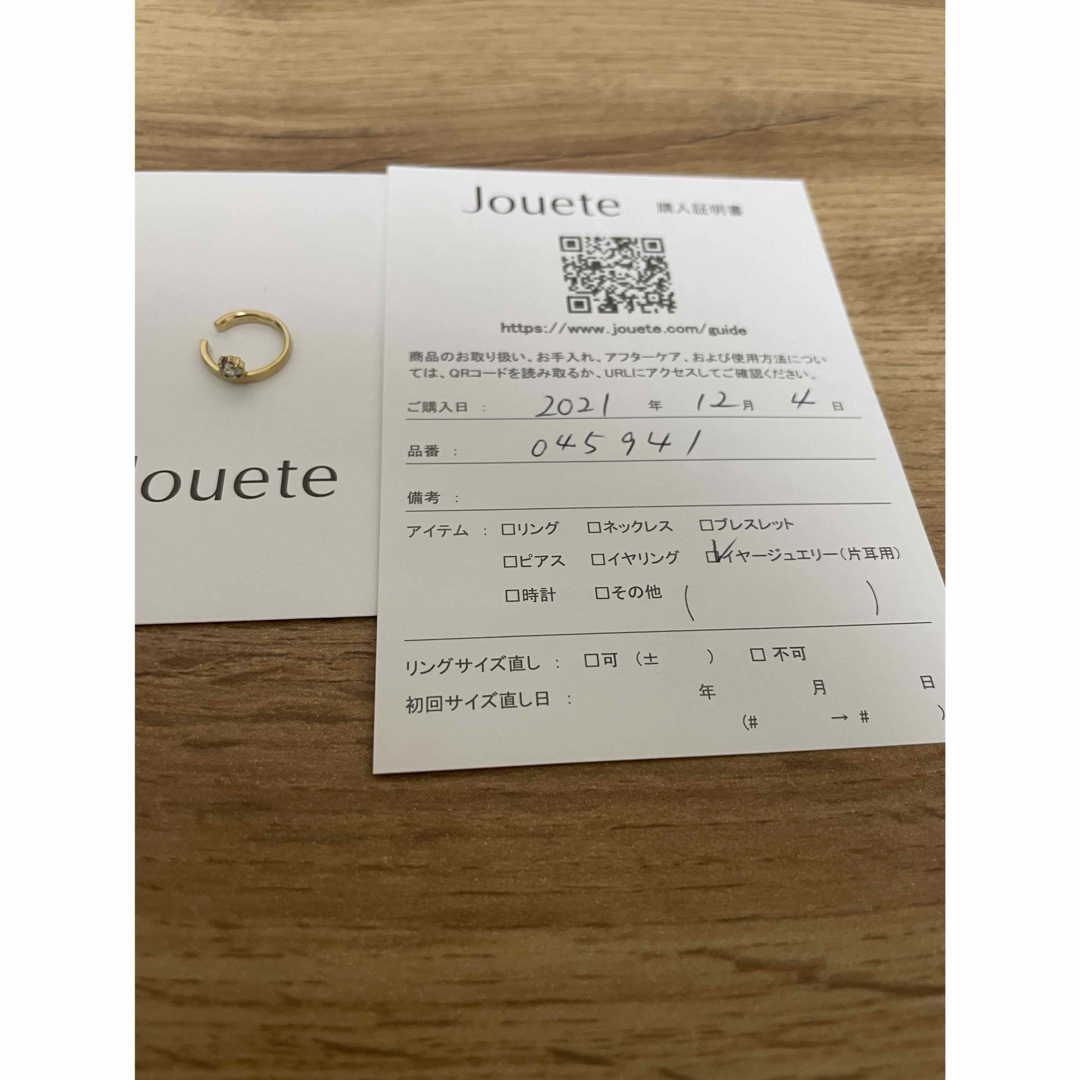 Jouete 購入証明書
https://www.jouete.com/guide
商品のお取り扱い、お手入れ、アフターケア、および使用方法につい
ては、QRコードを読み取るか、URLにアクセスしてご確認ください。
ご購入日 : 2021 年 12 月 4 日
品番 : 045941
備考 :
アイテム : □リング □ネックレス □ブレスレット
□ピアス □イヤリング ☑イヤージュエリー(片耳用)
□時計 □その他 ( )
リングサイズ直し : □可 (± ) □不可
初回サイズ直し日 : 年 月 日
(# → # )
Jouete